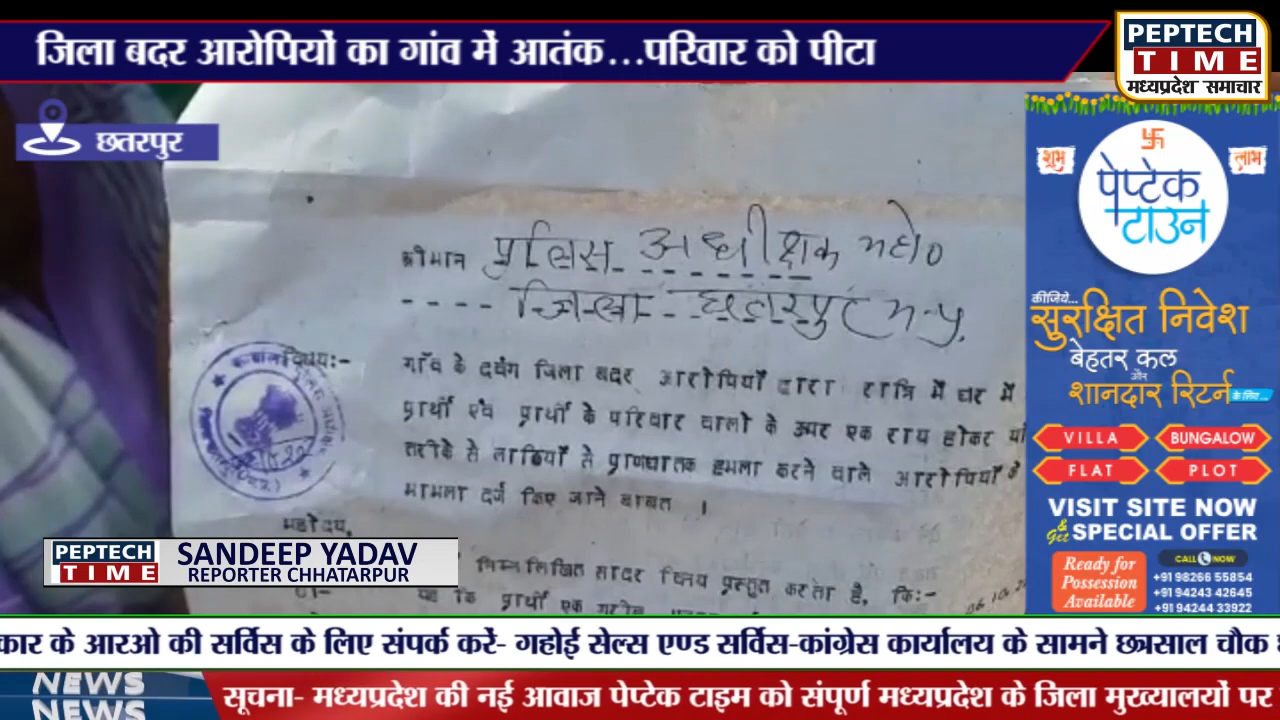 जिला बदर आरोपियों का गांव में आतंक...परिवार को पीटा
PEPTECH
TIME
मध्यप्रदेश समाचार
छतरपुर
श्रीमान पुलिस अधीक्षक महो०
जिला छतरपुर म.प्र.
विषय:-
गाँव के दबंग जिला बदर आरोपियों द्वारा रात्रि में घर में
प्रार्थी एवं प्रार्थी के परिवार वालो के ऊपर एक राय होकर
तरीके से लाठियों से प्राणघातक हमला करने वाले आरोपियों के
मामला दर्ज किए जाने बाबत ।
महोदय,
निम्न लिखित सादर विनय प्रस्तुत करता है, कि:-
यह कि प्रार्थी एक गरीब
शुभ
लाभ
पेप्टेक
टाउन
कीजिये...
सुरक्षित निवेश
बेहतर कल
और
शानदार रिटर्न के लिए...
VILLA
BUNGALOW
FLAT
PLOT
VISIT SITE NOW
& Get SPECIAL OFFER
Ready for
Possession
Available
CALL NOW
+91 98266 55854
+91 94243 42645
+91 94244 33922
PEPTECH
TIME
SANDEEP YADAV
REPORTER CHHATARPUR
कार के आरओ की सर्विस के लिए संपर्क करें- गहोई सेल्स एण्ड सर्विस-कांग्रेस कार्यालय के सामने छत्रसाल चौक
NEWS
NEWS
सूचना- मध्यप्रदेश की नई आवाज पेप्टेक टाइम को संपूर्ण मध्यप्रदेश के जिला मुख्यालयों पर